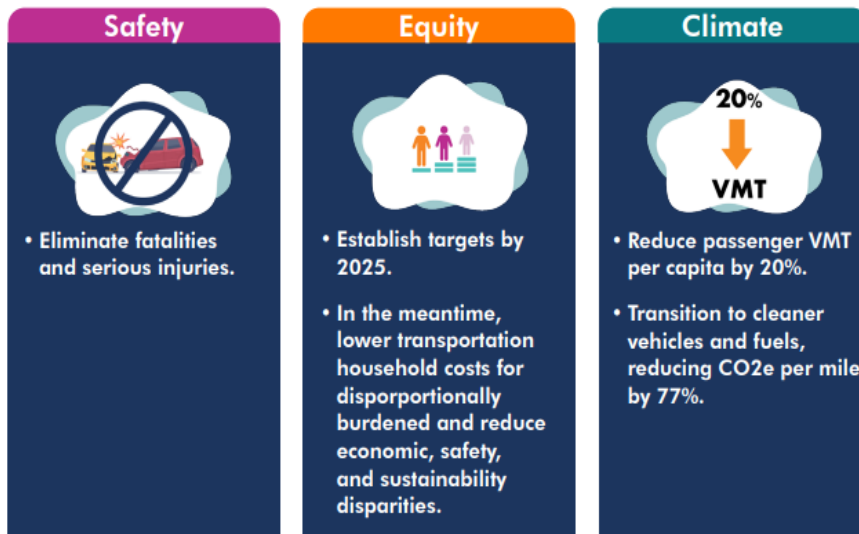 Safety
• Eliminate fatalities
and serious injuries.
Equity
• Establish targets by
2025.
• In the meantime,
lower transportation
household costs for
disporportionally
burdened and reduce
economic, safety,
and sustainability
disparities.
Climate
20%
VMT
• Reduce passenger VMT
per capita by 20%.
• Transition to cleaner
vehicles and fuels,
reducing CO2e per mile
by 77%.